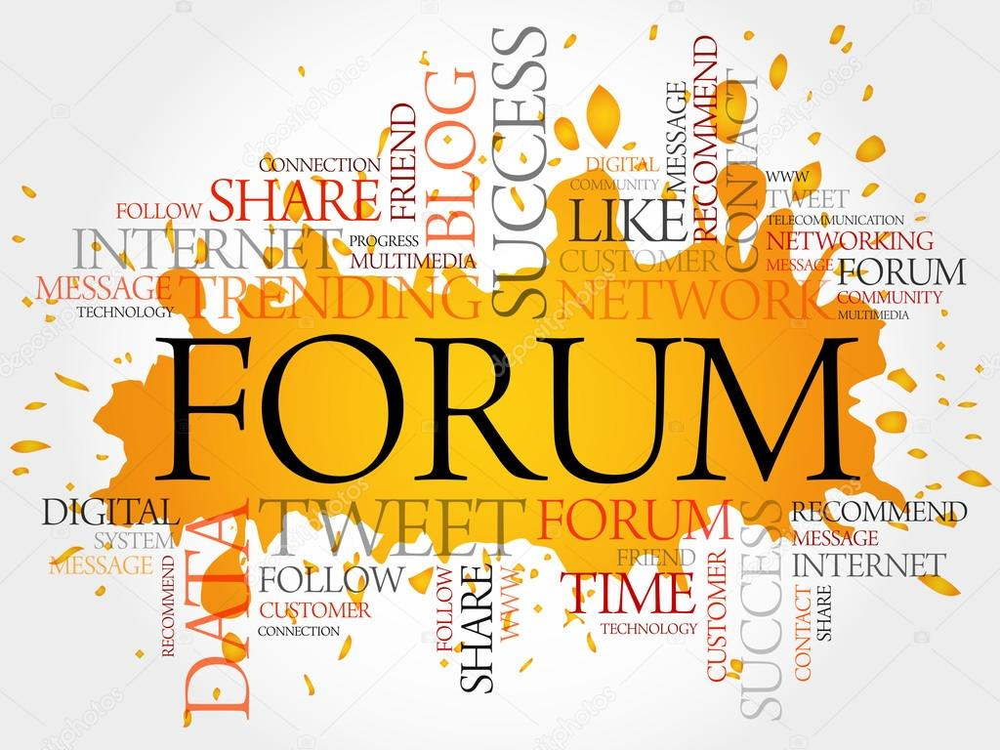 SUCCESS
RECOMMEND
BLOG
CONTACT
MESSAGE
FRIEND
CONNECTION
DIGITAL
SHARE
COMMUNITY
WWW
FOLLOW
LIKE
TWEET
TELECOMMUNICATION
INTERNET
PROGRESS
NETWORKING
MULTIMEDIA
CUSTOMER
MESSAGE
FORUM
MESSAGE
TRENDING
NETWORK
COMMUNITY
TECHNOLOGY
MULTIMEDIA
FORUM
DIGITAL
TWEET
FORUM
RECOMMEND
DATA
SUCCESS
SYSTEM
MESSAGE
MESSAGE
FRIEND
INTERNET
RECOMMEND
FOLLOW
FOLLOW
SHARE
WWW
TIME
CUSTOMER
CUSTOMER
CONTACT
SHARE
CONNECTION
TECHNOLOGY
depositphotos